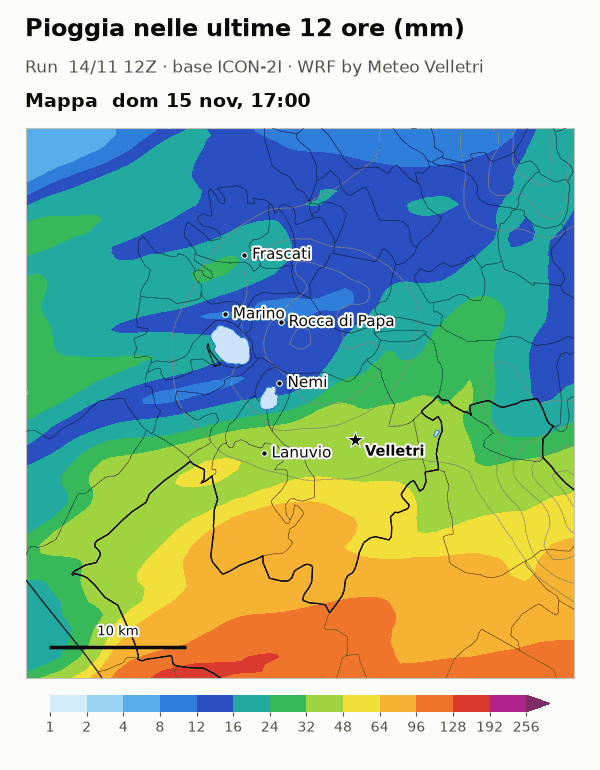 Pioggia nelle ultime 12 ore (mm)
Run 14/11 12Z · base ICON-2I · WRF by Meteo Velletri
Mappa dom 15 nov, 17:00
Frascati
Marino
Rocca di Papa
Nemi
Lanuvio
Velletri
10 km
1 2 4 8 12 16 24 32 48 64 96 128 192 256